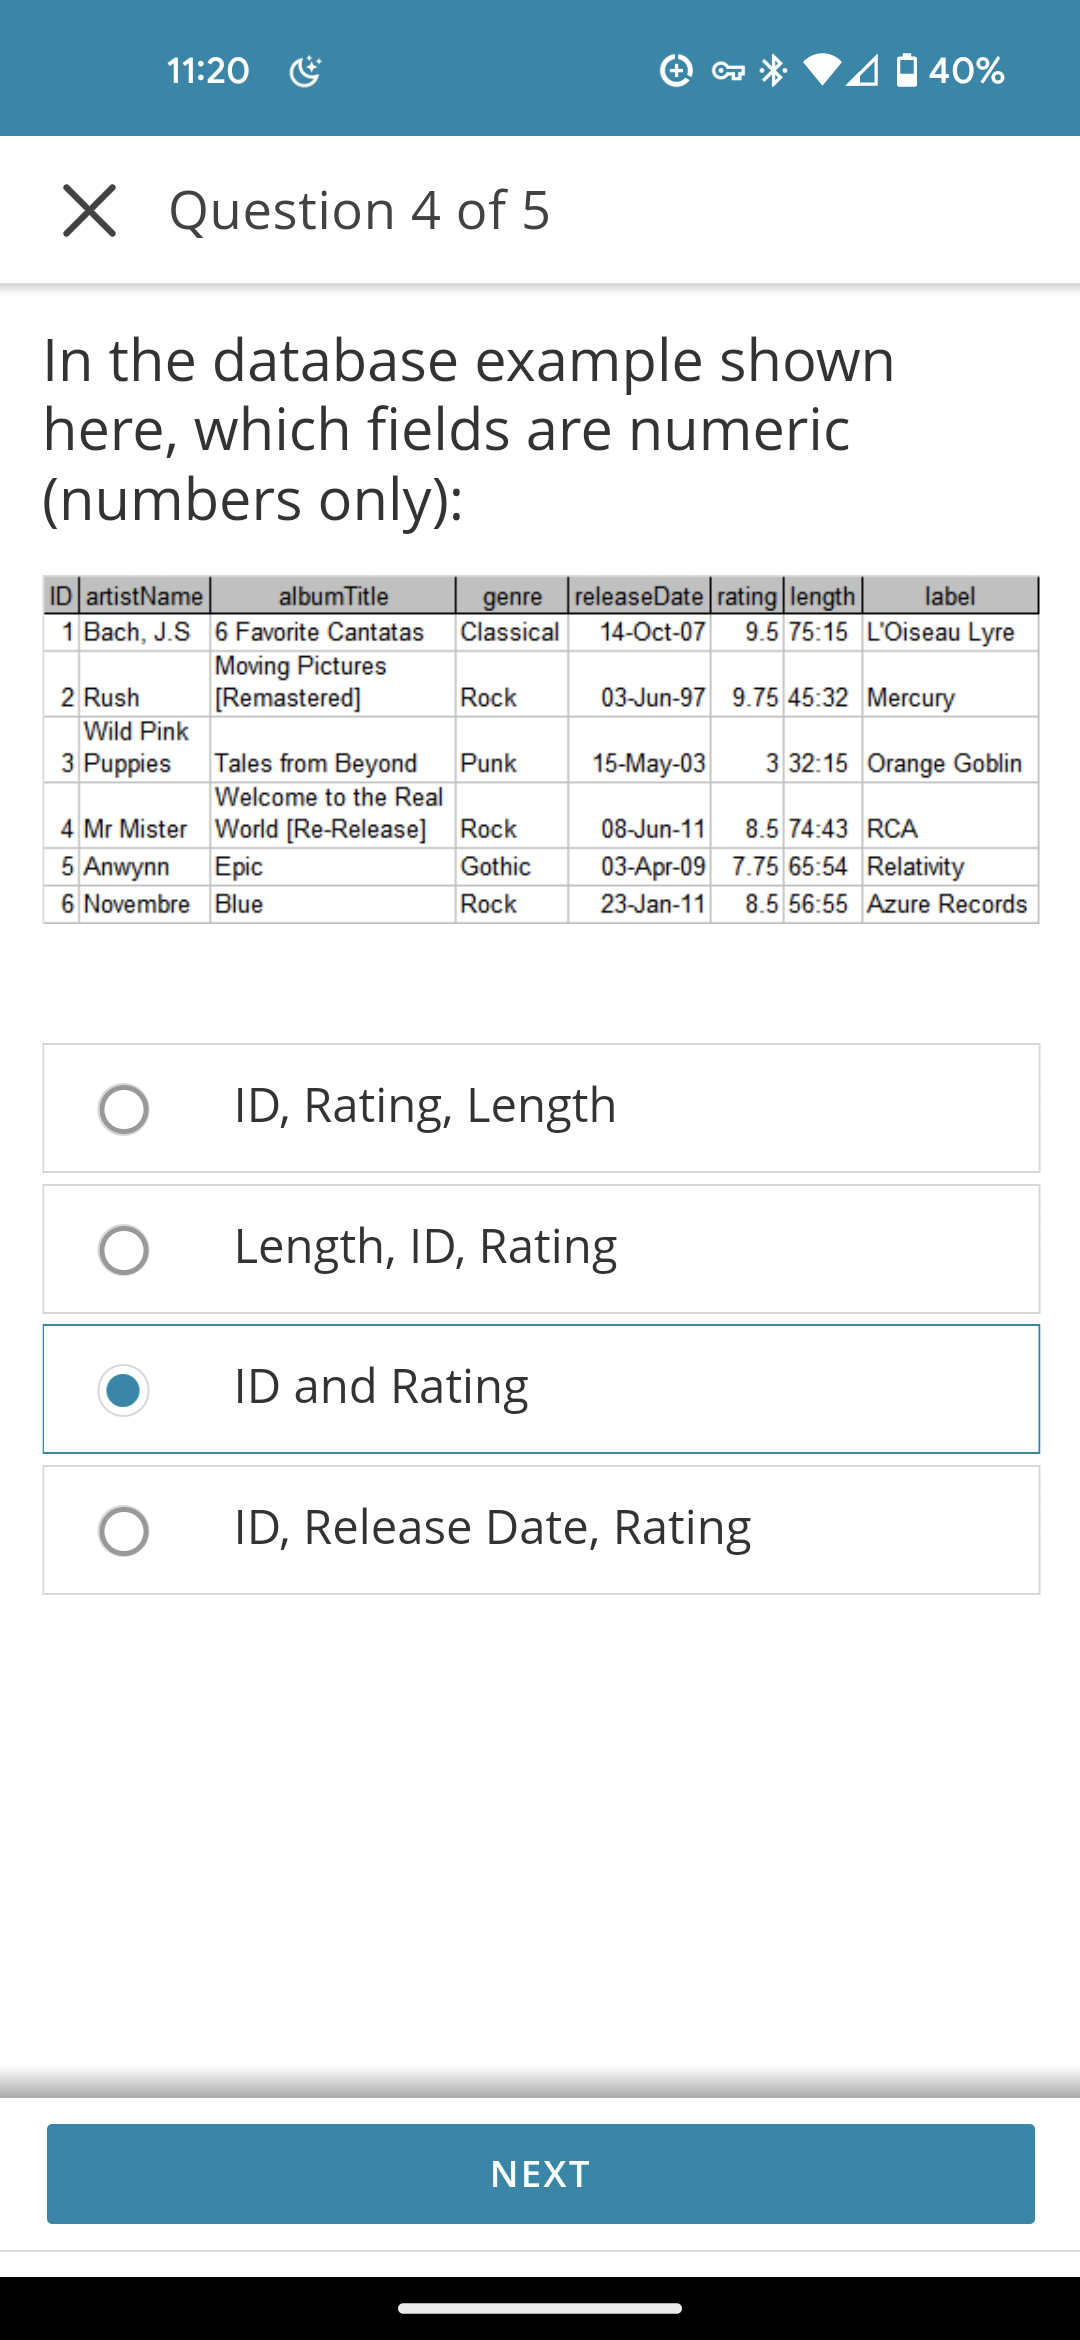 11:20 40%
Question 4 of 5
In the database example shown
here, which fields are numeric
(numbers only):
ID artistName albumTitle genre releaseDate rating length label
1 Bach, J.S 6 Favorite Cantatas Classical 14-Oct-07 9.5 75:15 L'Oiseau Lyre
Moving Pictures
2 Rush [Remastered] Rock 03-Jun-97 9.75 45:32 Mercury
Wild Pink
3 Puppies Tales from Beyond Punk 15-May-03 3 32:15 Orange Goblin
Welcome to the Real
4 Mr Mister World [Re-Release] Rock 08-Jun-11 8.5 74:43 RCA
5 Anwynn Epic Gothic 03-Apr-09 7.75 65:54 Relativity
6 Novembre Blue Rock 23-Jan-11 8.5 56:55 Azure Records
ID, Rating, Length
Length, ID, Rating
ID and Rating
ID, Release Date, Rating
NEXT